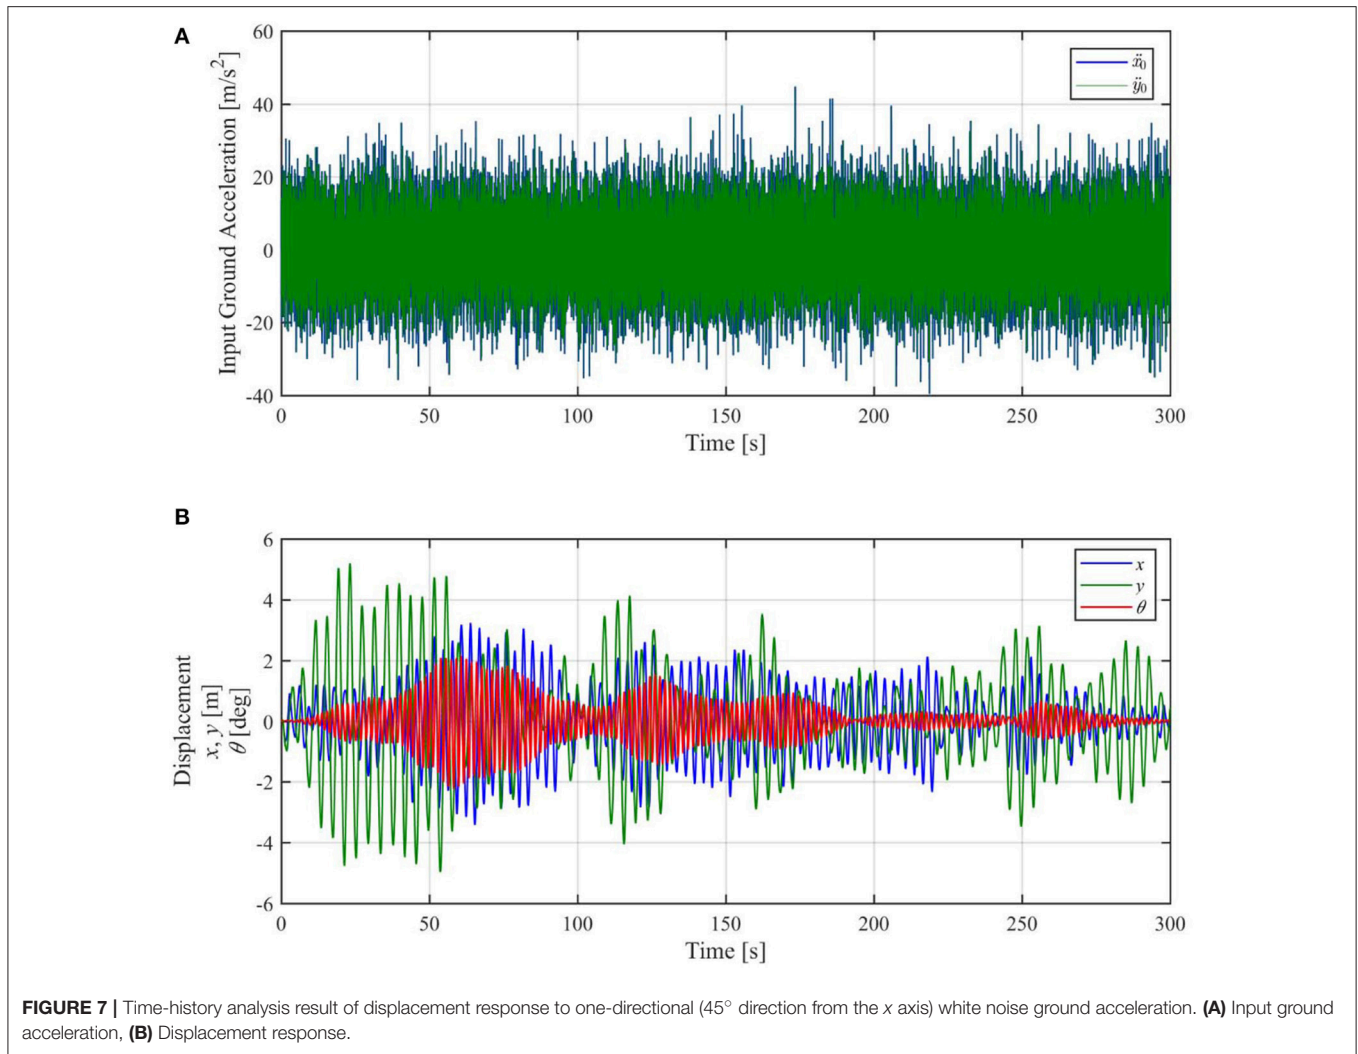 A
Input Ground Acceleration [m/s²]
60
40
20
0
-20
-40
0 50 100 150 200 250 300
Time [s]
ẍ₀
ÿ₀
B
Displacement
x, y [m]
θ [deg]
6
4
2
0
-2
-4
-6
0 50 100 150 200 250 300
Time [s]
x
y
θ
FIGURE 7 | Time-history analysis result of displacement response to one-directional (45° direction from the x axis) white noise ground acceleration. (A) Input ground
acceleration, (B) Displacement response.